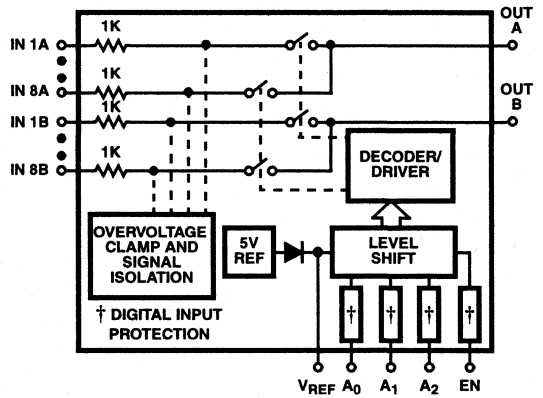 OUT
A
IN 1A
1K
IN 8A
1K
OUT
B
IN 1B
1K
IN 8B
1K
DECODER/
DRIVER
OVERVOLTAGE
CLAMP AND
SIGNAL
ISOLATION
5V
REF
LEVEL
SHIFT
† DIGITAL INPUT
PROTECTION
† † † †
VREF A0 A1 A2 EN